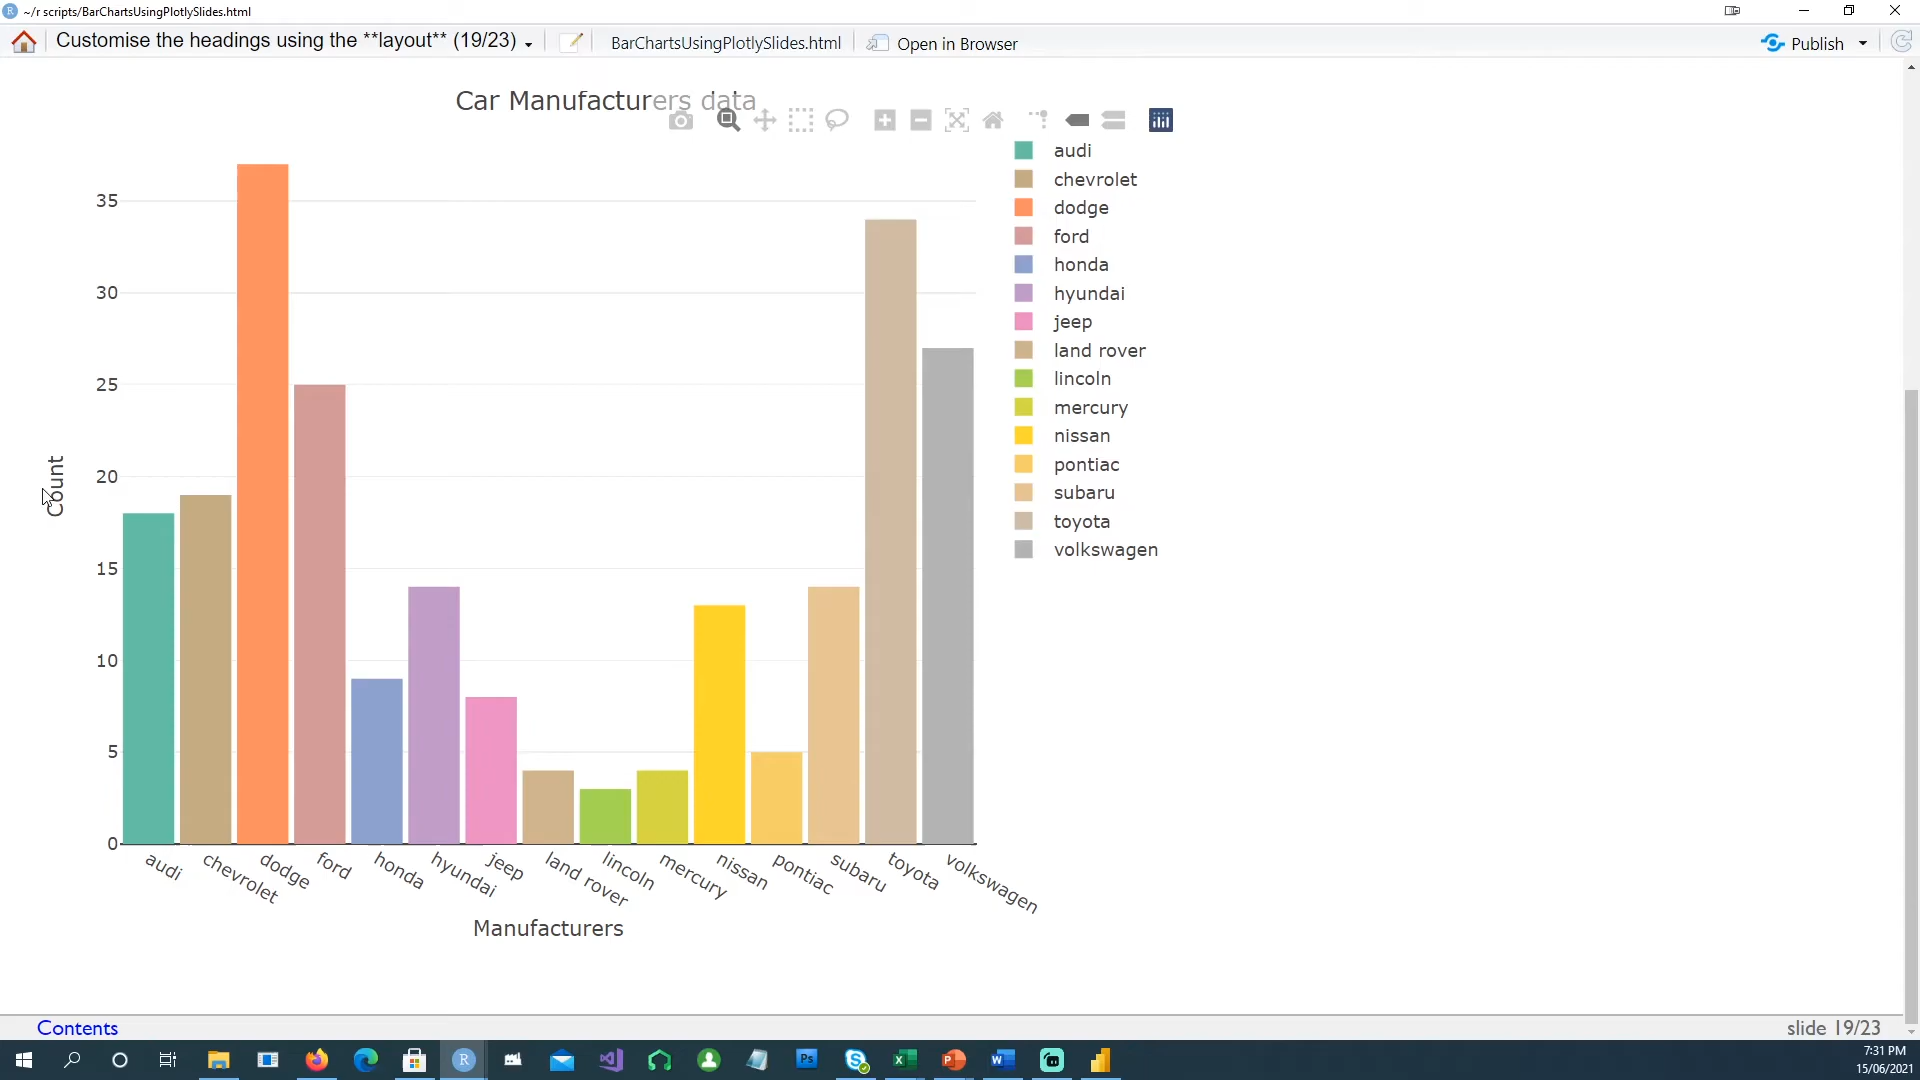 ~/r scripts/BarChartsUsingPlotlySlides.html
Customise the headings using the **layout** (19/23)
BarChartsUsingPlotlySlides.html
Open in Browser
Publish
Car Manufacturers data
audi
chevrolet
dodge
ford
honda
hyundai
jeep
land rover
lincoln
mercury
nissan
pontiac
subaru
toyota
volkswagen
35
30
25
20
15
10
5
0
Count
audi
chevrolet
dodge
ford
honda
hyundai
jeep
land rover
lincoln
mercury
nissan
pontiac
subaru
toyota
volkswagen
Manufacturers
Contents
slide 19/23
7:31 PM
15/06/2021